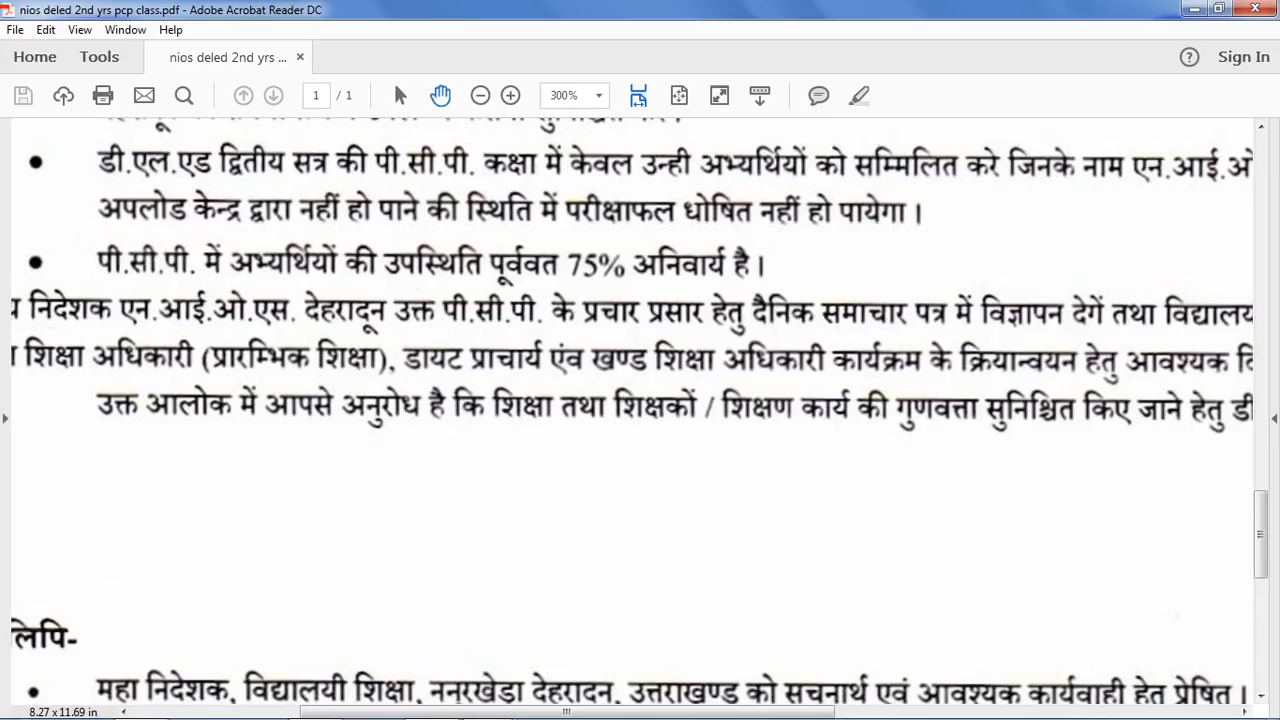 nios deled 2nd yrs pcp class.pdf - Adobe Acrobat Reader DC
File Edit View Window Help
Home Tools nios deled 2nd yrs ... × ? Sign In
1 / 1 300%
• डी.एल.एड द्वितीय सत्र की पी.सी.पी. कक्षा में केवल उन्ही अभ्यर्थियों को सम्मिलित करे जिनके नाम एन.आई.ओ
अपलोड केन्द्र द्वारा नहीं हो पाने की स्थिति में परीक्षाफल धोषित नहीं हो पायेगा।
• पी.सी.पी. में अभ्यर्थियों की उपस्थिति पूर्ववत 75% अनिवार्य है।
निदेशक एन.आई.ओ.एस. देहरादून उक्त पी.सी.पी. के प्रचार प्रसार हेतु दैनिक समाचार पत्र में विज्ञापन देगें तथा विद्यालय
शिक्षा अधिकारी (प्रारम्भिक शिक्षा), डायट प्राचार्य एंव खण्ड शिक्षा अधिकारी कार्यक्रम के क्रियान्वयन हेतु आवश्यक
उक्त आलोक में आपसे अनुरोध है कि शिक्षा तथा शिक्षकों / शिक्षण कार्य की गुणवत्ता सुनिश्चित किए जाने हेतु डी
लिपि-
• महा निदेशक, विद्यालयी शिक्षा, ननूरखेडा देहरादून, उत्तराखण्ड को सूचनार्थ एवं आवश्यक कार्यवाही हेतु प्रेषित।
8.27 x 11.69 in